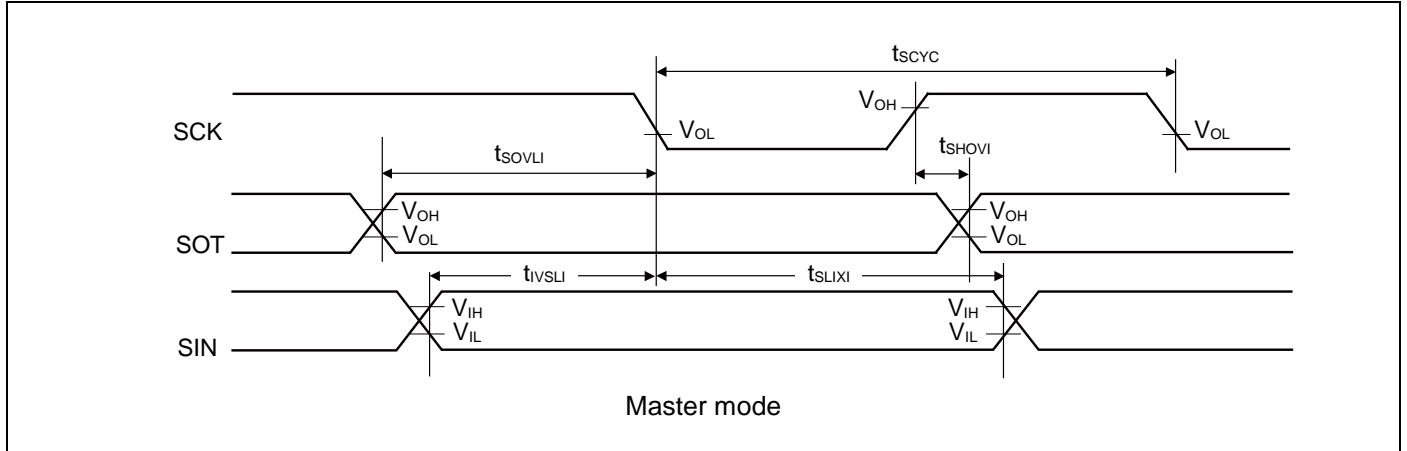 tSCYC
VOH
SCK
VOL
VOL
tSOVLI
tSHOVI
VOH
VOH
SOT
VOL
VOL
tIVSLI
tSLIXI
VIH
VIH
SIN
VIL
VIL
Master mode